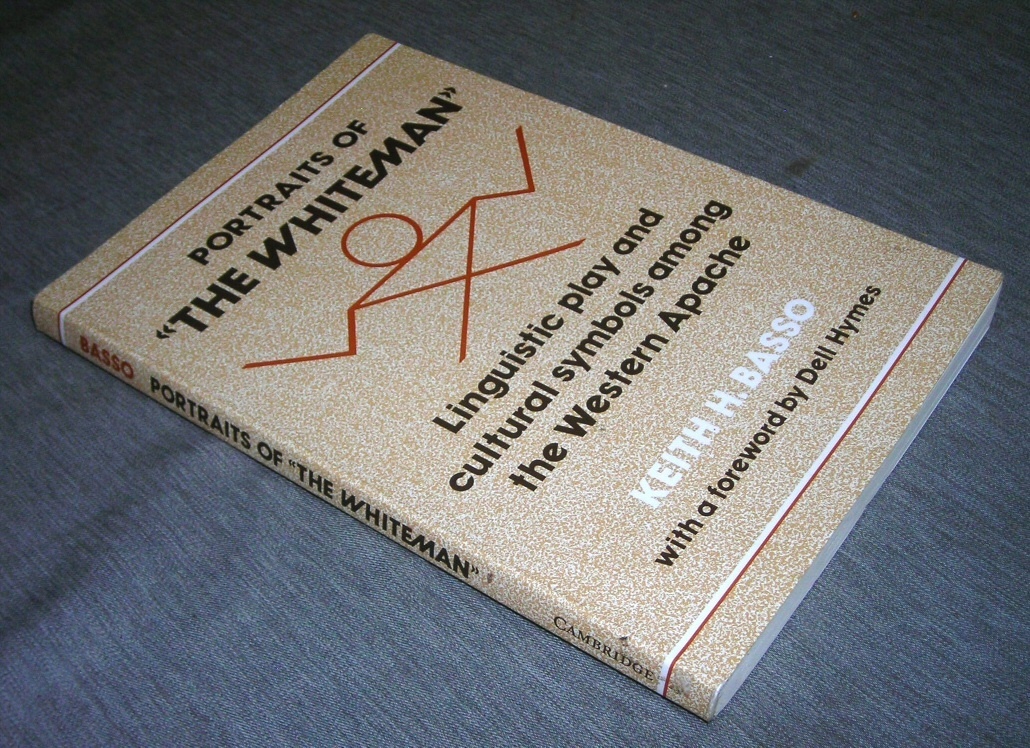 PORTRAITS OF
“THE WHITEMAN”
Linguistic play and
cultural symbols among
the Western Apache
KEITH H. BASSO
with a foreword by Dell Hymes
BASSO PORTRAITS OF “THE WHITEMAN” CAMBRIDGE